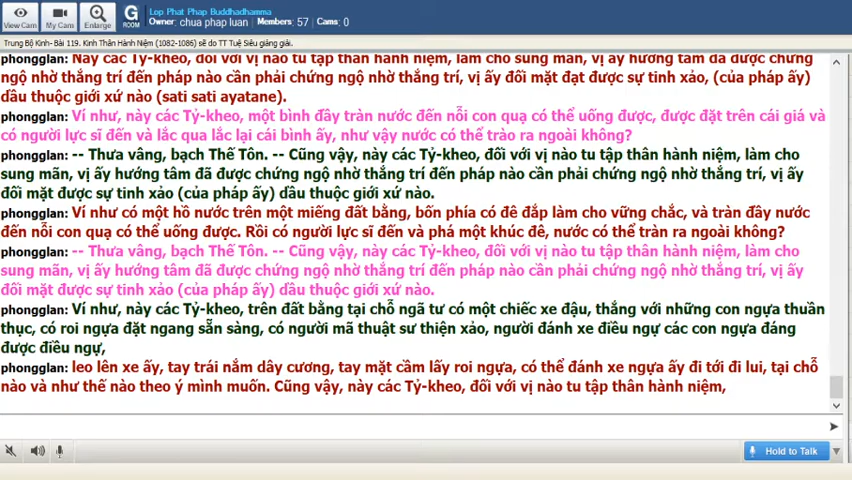 View Cam
My Cams
Enlarge
G
ROOM
Lop Phat Phap Buddhadhamma
Owner: chua phap luan Members: 57 Cams: 0
Trung Bộ Kinh- Bài 119. Kinh Thân Hành Niệm (1082-1086) sẽ do TT Tuệ Siêu giảng giải.
phongglan: Này các Tỷ-kheo, đối với vị nào tu tập thân hành niệm, làm cho sung mãn, vị ấy hướng tâm đã được chứng
ngộ nhờ thắng trí đến pháp nào cần phải chứng ngộ nhờ thắng trí, vị ấy đối mặt đạt được sự tinh xảo, (của pháp ấy)
dầu thuộc giới xứ nào (sati sati ayatane).
phongglan: Ví như, này các Tỷ-kheo, một bình đầy tràn nước đến nỗi con quạ có thể uống được, được đặt trên cái giá và
có người lực sĩ đến và lắc qua lắc lại cái bình ấy, như vậy nước có thể trào ra ngoài không?
phongglan: -- Thưa vâng, bạch Thế Tôn. -- Cũng vậy, này các Tỷ-kheo, đối với vị nào tu tập thân hành niệm, làm cho
sung mãn, vị ấy hướng tâm đã được chứng ngộ nhờ thắng trí đến pháp nào cần phải chứng ngộ nhờ thắng trí, vị ấy
đối mặt được sự tinh xảo (của pháp ấy) dầu thuộc giới xứ nào.
phongglan: Ví như có một hồ nước trên một miếng đất bằng, bốn phía có đê đắp làm cho vững chắc, và tràn đầy nước
đến nỗi con quạ có thể uống được. Rồi có người lực sĩ đến và phá một khúc đê, nước có thể tràn ra ngoài không?
phongglan: -- Thưa vâng, bạch Thế Tôn. -- Cũng vậy, này các Tỷ-kheo, đối với vị nào tu tập thân hành niệm, làm cho
sung mãn, vị ấy hướng tâm đã được chứng ngộ nhờ thắng trí đến pháp nào cần phải chứng ngộ nhờ thắng trí, vị ấy
đối mặt được sự tinh xảo (của pháp ấy) dầu thuộc giới xứ nào.
phongglan: Ví như, này các Tỷ-kheo, trên đất bằng tại chỗ ngã tư có một chiếc xe đậu, thắng với những con ngựa thuần
thục, có roi ngựa đặt ngang sẵn sàng, có người mã thuật sư thiện xảo, người đánh xe điều ngự các con ngựa đáng
được điều ngự,
phongglan: leo lên xe ấy, tay trái nắm dây cương, tay mặt cầm lấy roi ngựa, có thể đánh xe ngựa ấy đi tới đi lui, tại chỗ
nào và như thế nào theo ý mình muốn. Cũng vậy, này các Tỷ-kheo, đối với vị nào tu tập thân hành niệm,
Hold to Talk